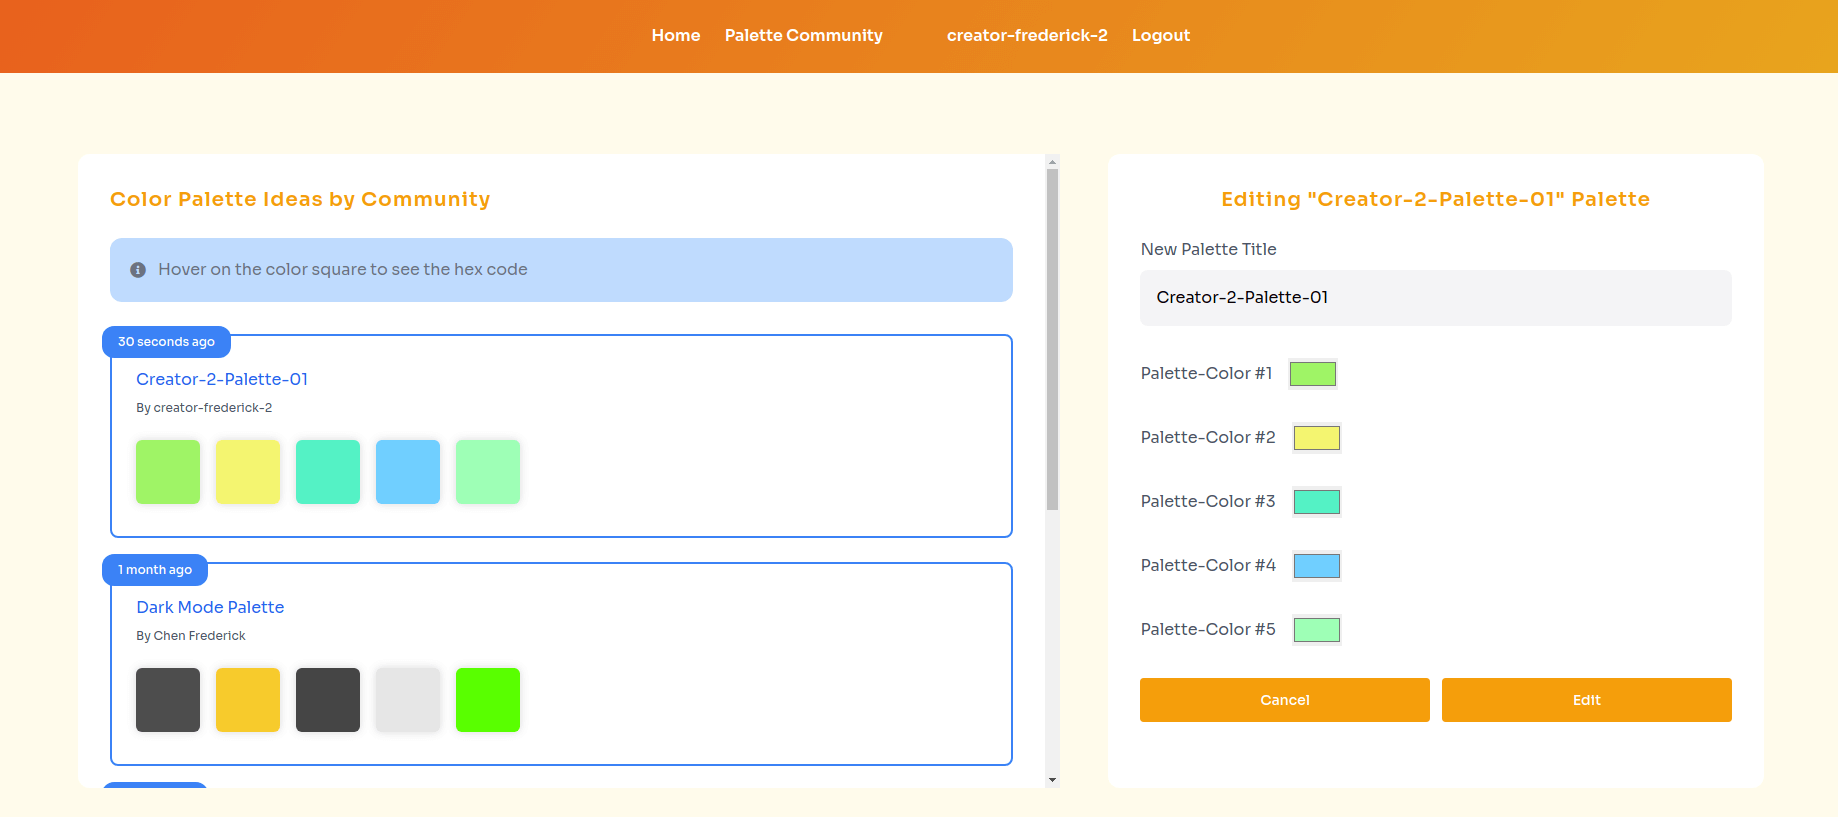 Home Palette Community creator-frederick-2 Logout
Color Palette Ideas by Community
Hover on the color square to see the hex code
30 seconds ago
Creator-2-Palette-01
By creator-frederick-2
1 month ago
Dark Mode Palette
By Chen Frederick
Editing "Creator-2-Palette-01" Palette
New Palette Title
Creator-2-Palette-01
Palette-Color #1
Palette-Color #2
Palette-Color #3
Palette-Color #4
Palette-Color #5
Cancel Edit